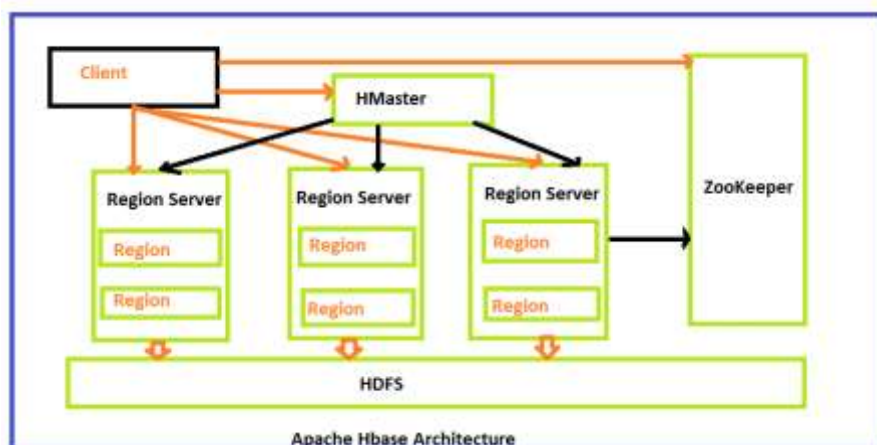 Client
HMaster
ZooKeeper
Region Server
Region
Region
Region Server
Region
Region
Region Server
Region
Region
HDFS
Apache Hbase Architecture